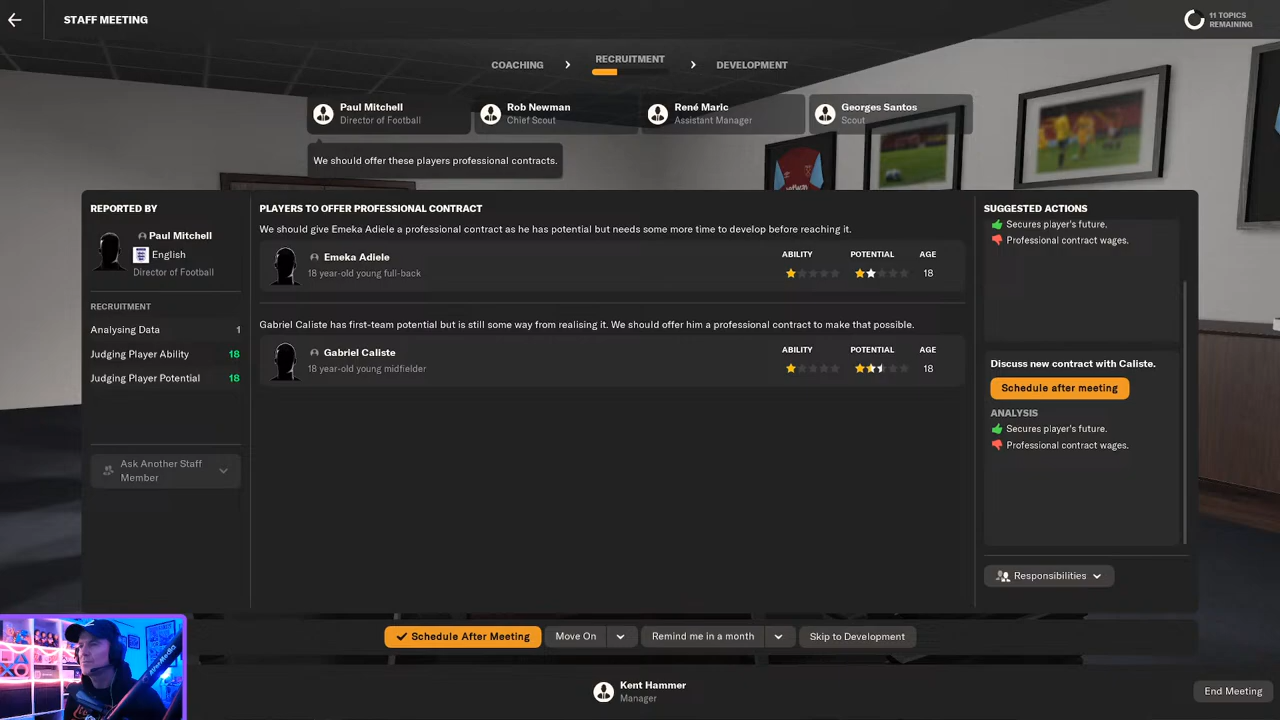 STAFF MEETING
11 TOPICS
REMAINING
COACHING
RECRUITMENT
DEVELOPMENT
Paul Mitchell
Director of Football
Rob Newman
Chief Scout
René Maric
Assistant Manager
Georges Santos
Scout
We should offer these players professional contracts.
REPORTED BY
Paul Mitchell
English
Director of Football
RECRUITMENT
Analysing Data 1
Judging Player Ability 18
Judging Player Potential 18
Ask Another Staff
Member
PLAYERS TO OFFER PROFESSIONAL CONTRACT
We should give Emeka Adiele a professional contract as he has potential but needs some more time to develop before reaching it.
Emeka Adiele
18 year-old young full-back
ABILITY POTENTIAL AGE
18
Gabriel Caliste has first-team potential but is still some way from realising it. We should offer him a professional contract to make that possible.
Gabriel Caliste
18 year-old young midfielder
ABILITY POTENTIAL AGE
18
SUGGESTED ACTIONS
Secures player's future.
Professional contract wages.
Discuss new contract with Caliste.
Schedule after meeting
ANALYSIS
Secures player's future.
Professional contract wages.
Responsibilities
Schedule After Meeting
Move On
Remind me in a month
Skip to Development
Kent Hammer
Manager
End Meeting